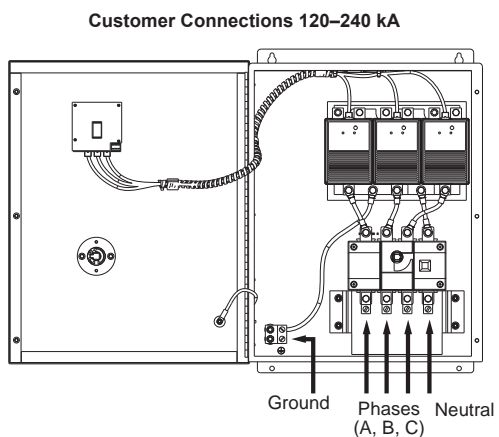 Customer Connections 120–240 kA
Ground
Phases
(A, B, C)
Neutral